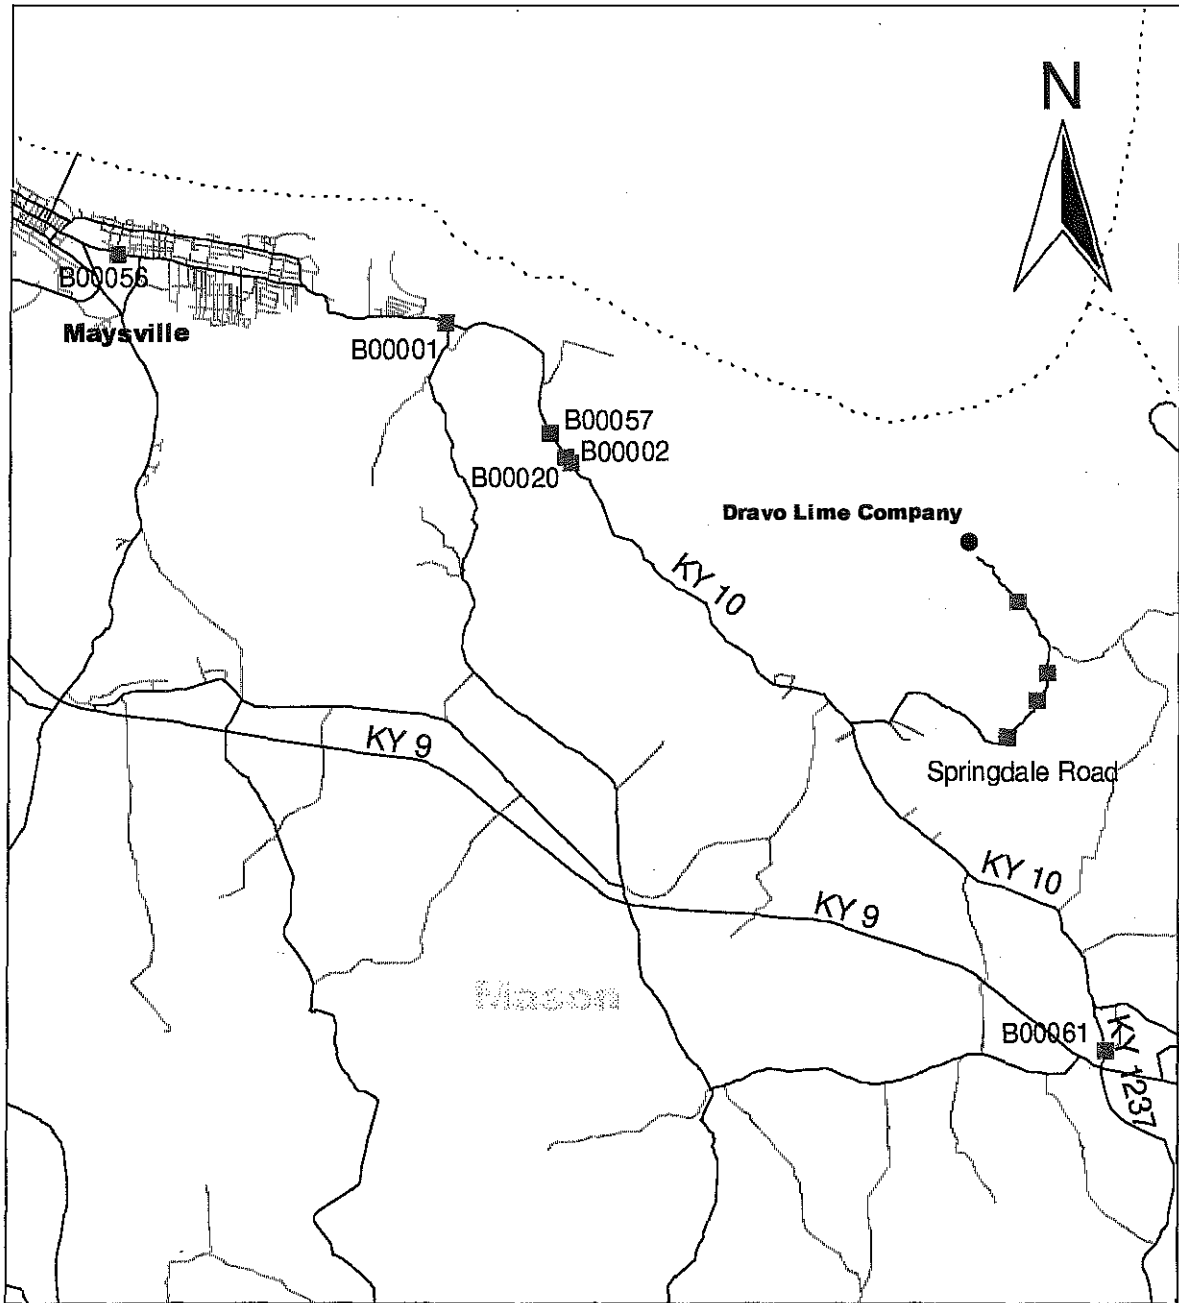 N
B00056
Maysville
B00001
B00057
B00002
B00020
Dravo Lime Company
KY 10
KY 9
Springdale Road
KY 10
KY 9
Mason
B00061
KY 1237